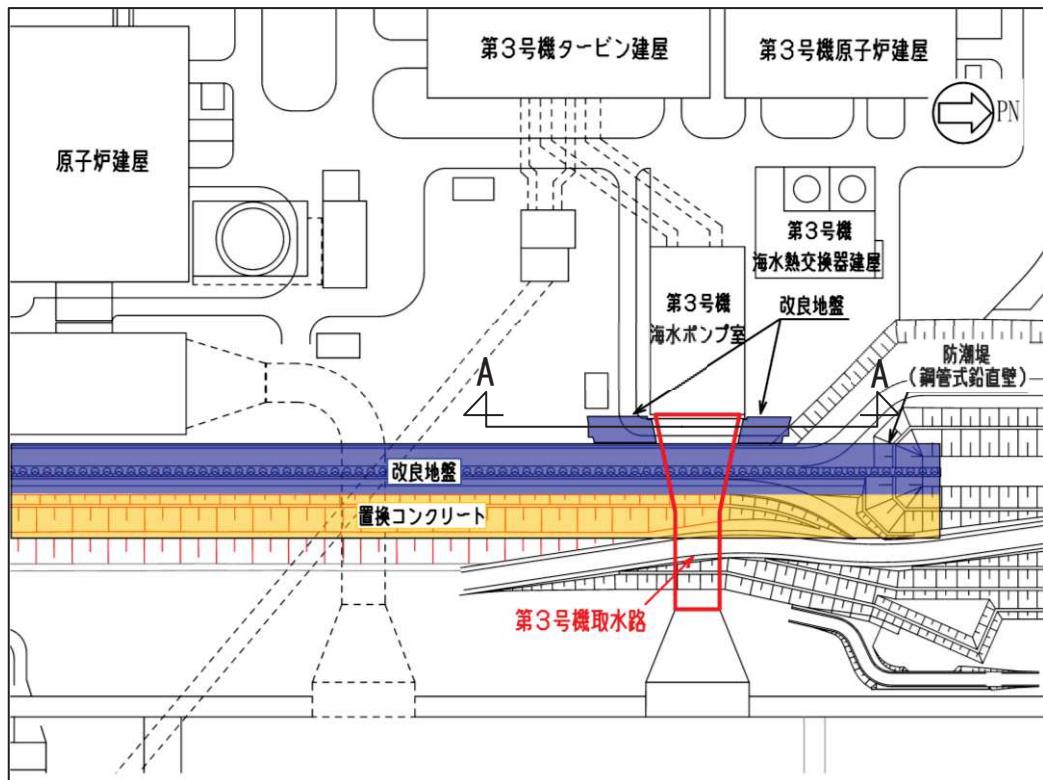 第３号機タービン建屋
第３号機原子炉建屋
PN
原子炉建屋
第３号機
海水熱交換器建屋
第３号機
海水ポンプ室
改良地盤
防潮堤
（鋼管式鉛直壁）
A
A
改良地盤
置換コンクリート
第３号機取水路